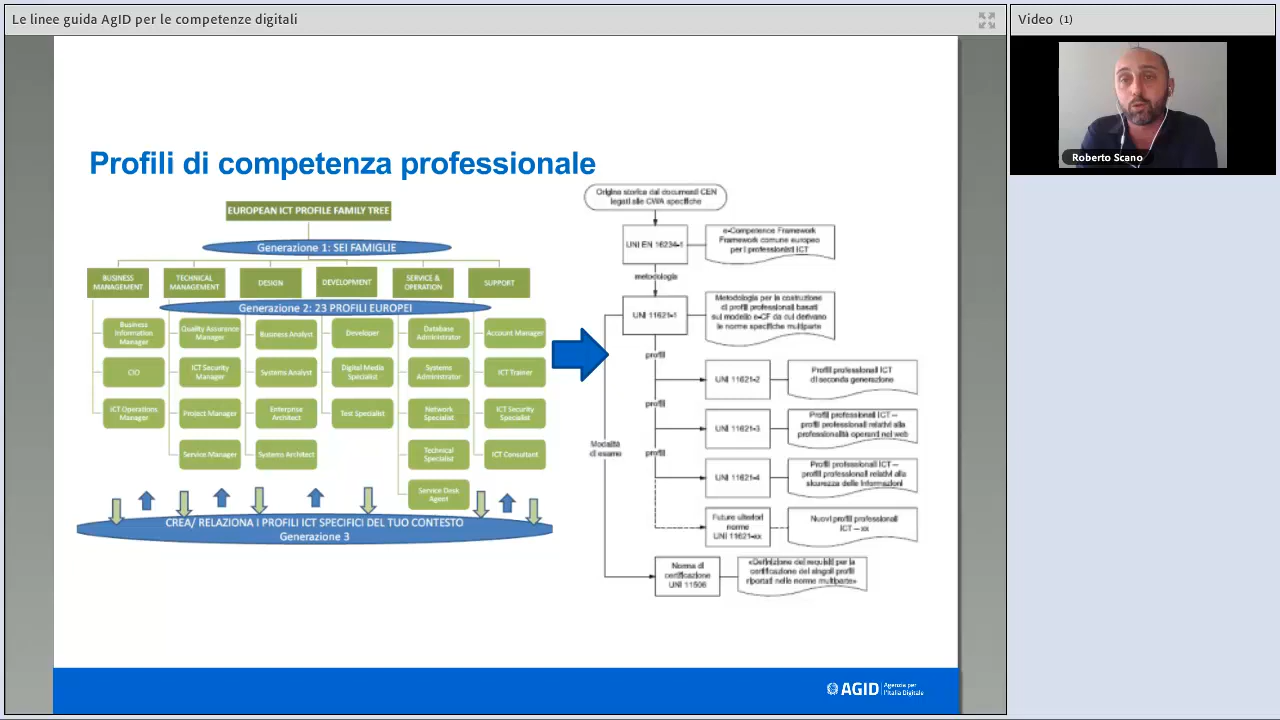 Le linee guida AgID per le competenze digitali
Video (1)
Roberto Scano
Profili di competenza professionale
EUROPEAN ICT PROFILE FAMILY TREE
Generazione 1: SEI FAMIGLIE
BUSINESS
MANAGEMENT
TECHNICAL
MANAGEMENT
DESIGN
DEVELOPMENT
SERVICE &
OPERATION
SUPPORT
Generazione 2: 23 PROFILI EUROPEI
Business
Information
Manager
CIO
ICT Operations
Manager
Quality Assurance
Manager
ICT Security
Manager
Project Manager
Service Manager
Business Analyst
Systems Analyst
Enterprise
Architect
Systems Architect
Developer
Digital Media
Specialist
Test Specialist
Database
Administrator
Systems
Administrator
Network
Specialist
Technical
Specialist
Service Desk
Agent
Account Manager
ICT Trainer
ICT Security
Specialist
ICT Consultant
CREA/ RELAZIONA I PROFILI ICT SPECIFICI DEL TUO CONTESTO
Generazione 3
Origine storica dai documenti CEN
legati alle CWA specifiche
UNI EN 16234-1
e-Competence Framework
Framework comune europeo
per i professionisti ICT
metodologia
UNI 11621-1
Metodologia per la costruzione
di profili professionali basati
sul modello e-CF da cui derivano
le norme specifiche multiparte
profili
UNI 11621-2
Profili professionali ICT
di seconda generazione
profili
UNI 11621-3
Profili professionali ICT –
profili professionali relativi alla
professionalità operanti nel web
Modalità
di esame
profili
UNI 11621-4
Profili professionali ICT –
profili professionali relativi alla
sicurezza delle informazioni
Future ulteriori
norme
UNI 11621-xx
Nuovi profili professionali
ICT – xx
Norma di
certificazione
UNI 11506
«Definizione dei requisiti per la
certificazione dei singoli profili
riportati nelle norme multiparte»
AGID
Agenzia per
l'Italia Digitale